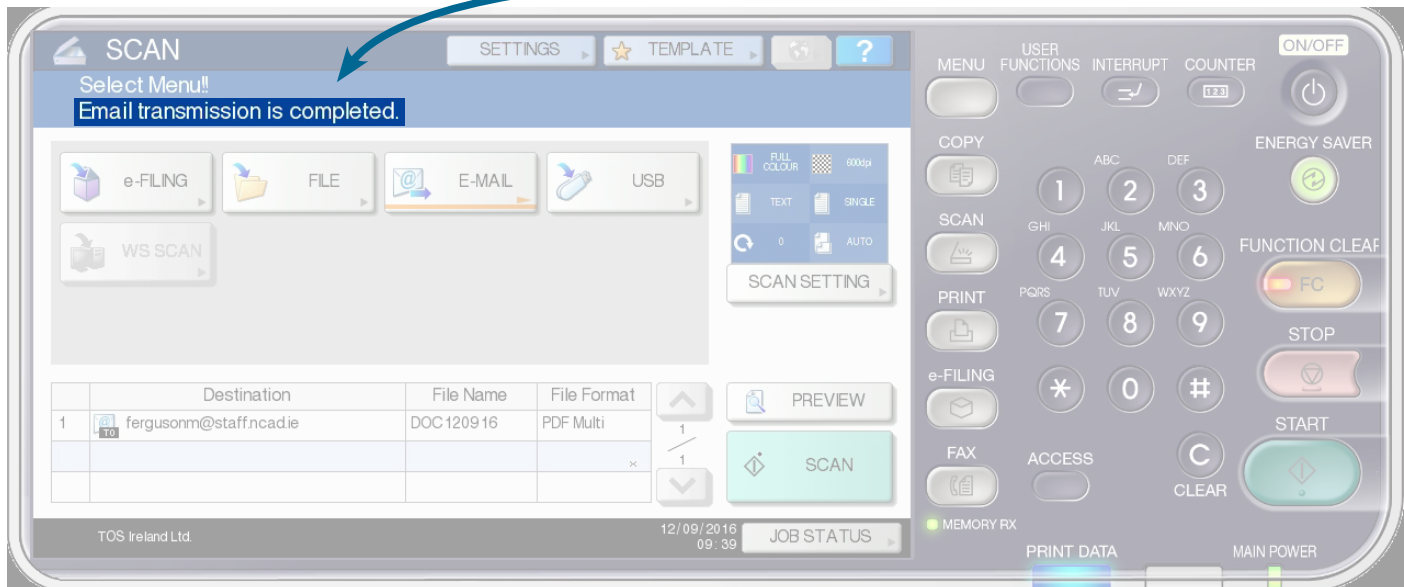 SCAN
SETTINGS
TEMPLATE
?
Select Menu!!
Email transmission is completed.
e-FILING
FILE
E-MAIL
USB
WS SCAN
FULL COLOUR
600dpi
TEXT
SINGLE
0
AUTO
SCAN SETTING
Destination File Name File Format
1 TO fergusonm@staff.ncad.ie DOC120916 PDF Multi
1
1
PREVIEW
SCAN
TOS Ireland Ltd.
12/09/2016
09:39
JOB STATUS
MENU
USER
FUNCTIONS
INTERRUPT
COUNTER
123
ON/OFF
COPY
ENERGY SAVER
ABC DEF
1 2 3
SCAN
GHI JKL MNO
4 5 6
FUNCTION CLEAR
FC
PRINT
PQRS TUV WXYZ
7 8 9
STOP
e-FILING
* 0 #
START
FAX
ACCESS
C
CLEAR
MEMORY RX
PRINT DATA
MAIN POWER